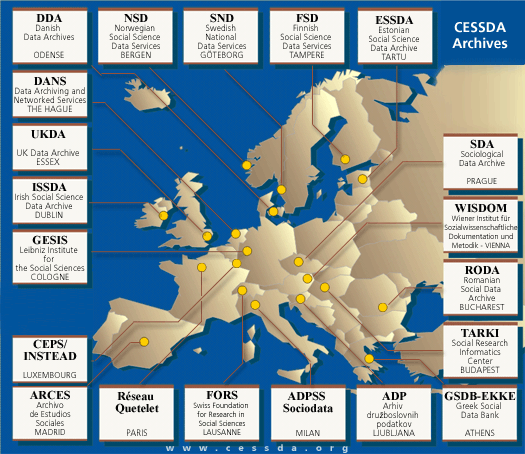 DDA
Danish
Data Archives
ODENSE
NSD
Norwegian
Social Science
Data Services
BERGEN
SND
Swedish
National
Data Services
GÖTEBORG
FSD
Finnish
Social Science
Data Services
TAMPERE
ESSDA
Estonian
Social Science
Data Archive
TARTU
CESSDA
Archives
DANS
Data Archiving and
Networked Services
THE HAGUE
UKDA
UK Data Archive
ESSEX
ISSDA
Irish Social Science
Data Archive
DUBLIN
GESIS
Leibniz Institute
for
the Social Sciences
COLOGNE
CEPS/
INSTEAD
LUXEMBOURG
SDA
Sociological
Data Archive
PRAGUE
WISDOM
Wiener Institut für
Sozialwissenschaftliche
Dokumentation und
Metodik - VIENNA
RODA
Romanian
Social Data
Archive
BUCHAREST
TARKI
Social Research
Informatics
Center
BUDAPEST
ARCES
Archivo
de Estudios
Sociales
MADRID
Réseau
Quetelet
PARIS
FORS
Swiss Foundation
for Research in
Social Sciences
LAUSANNE
ADPSS
Sociodata
MILAN
ADP
Arhiv
družboslovnih
podatkov
LJUBLJANA
GSDB-EKKE
Greek Social
Data Bank
ATHENS
www.cessda.org